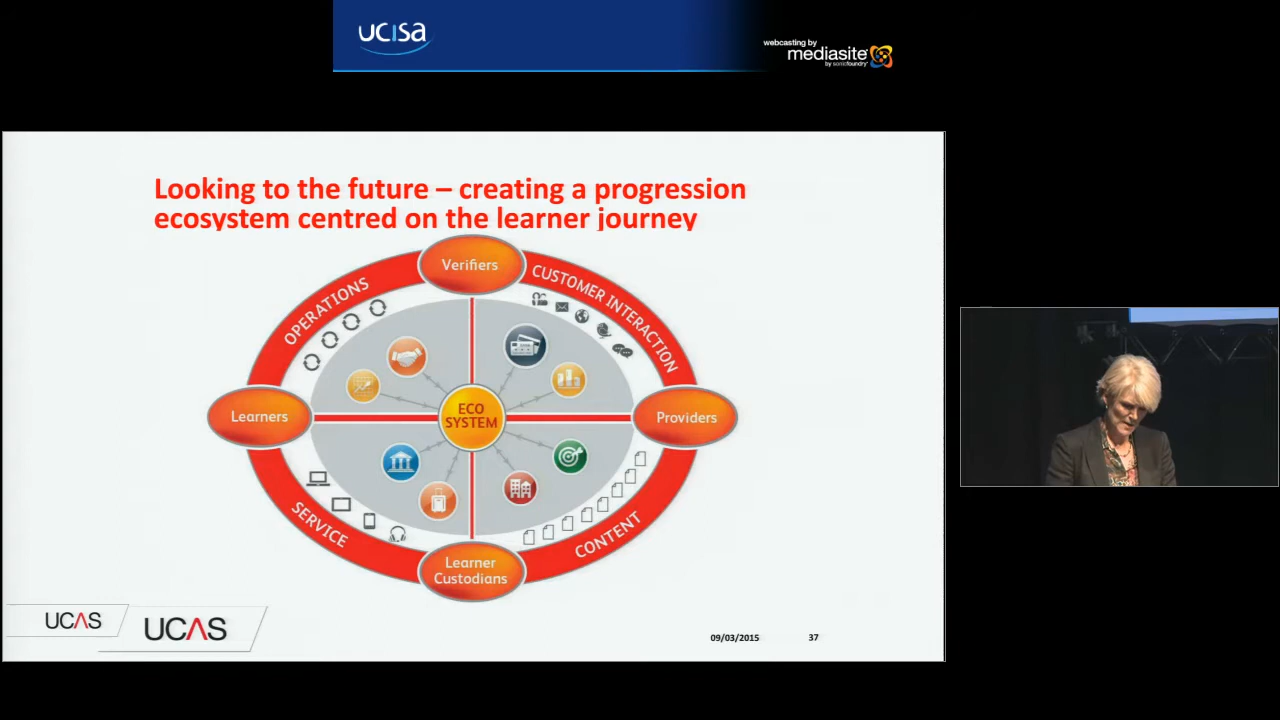 ucisa
webcasting by
mediasite
by sonicfoundry
Looking to the future – creating a progression
ecosystem centred on the learner journey
Verifiers
OPERATIONS
CUSTOMER INTERACTION
Learners
ECO
SYSTEM
Providers
SERVICE
CONTENT
Learner
Custodians
UCAS
UCAS
09/03/2015
37